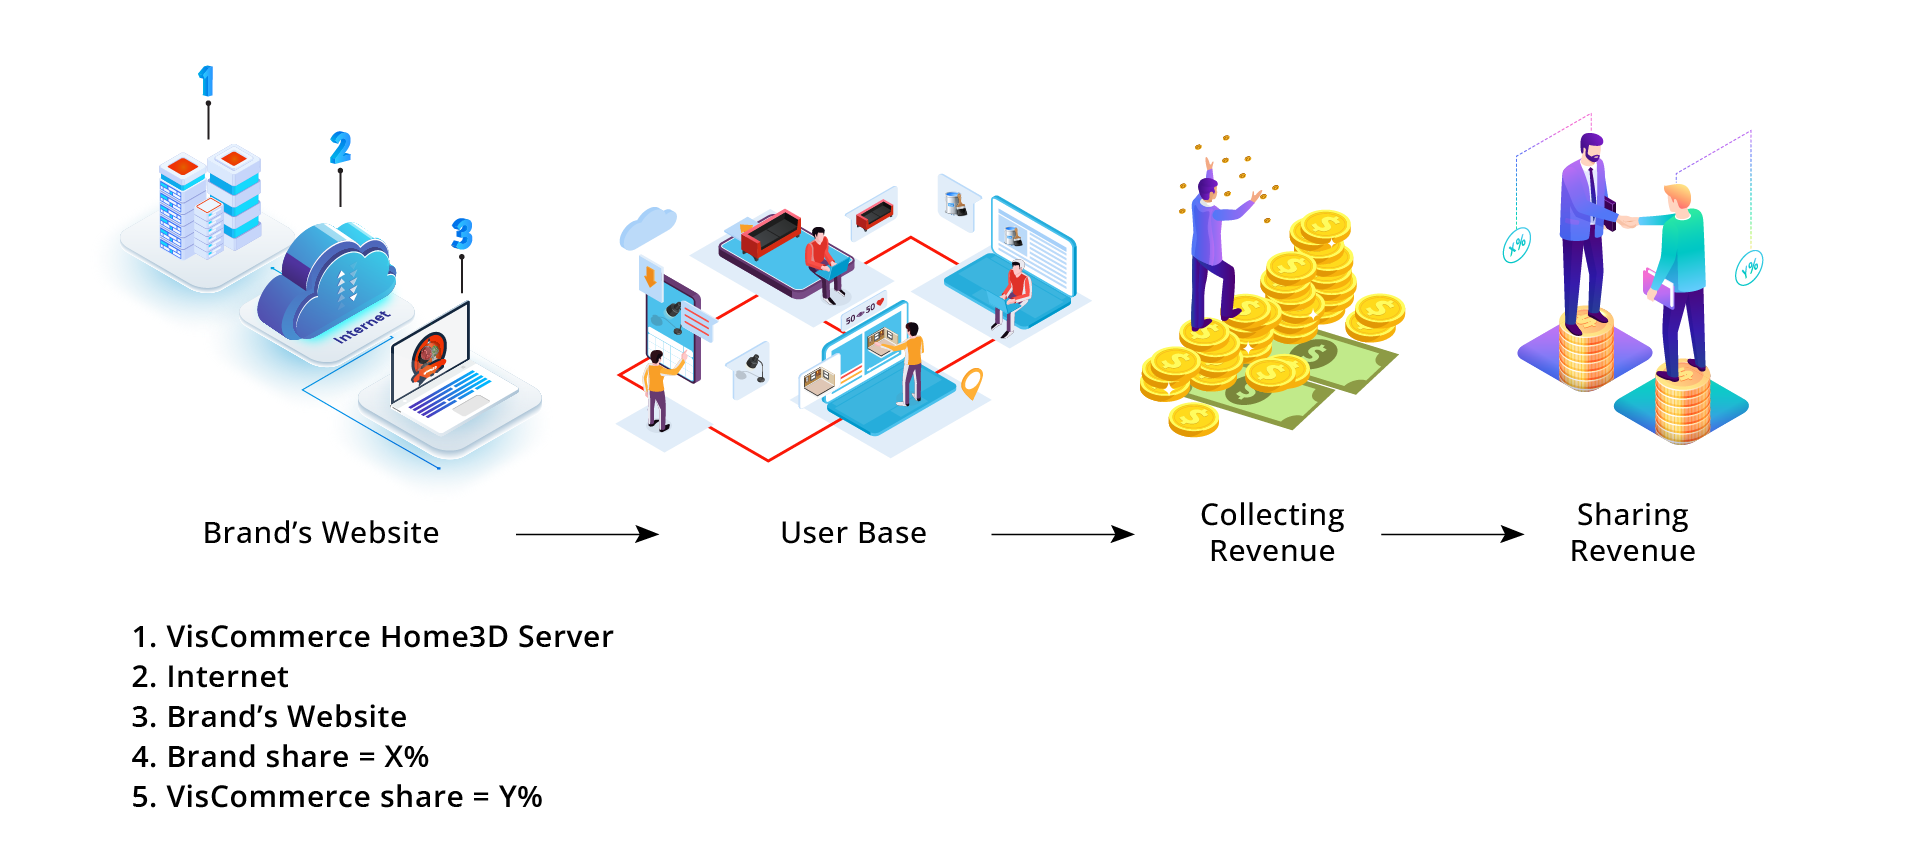 1
2
3
Internet
50 50
X%
Y%
Brand’s Website
User Base
Collecting
Revenue
Sharing
Revenue
1. VisCommerce Home3D Server
2. Internet
3. Brand’s Website
4. Brand share = X%
5. VisCommerce share = Y%